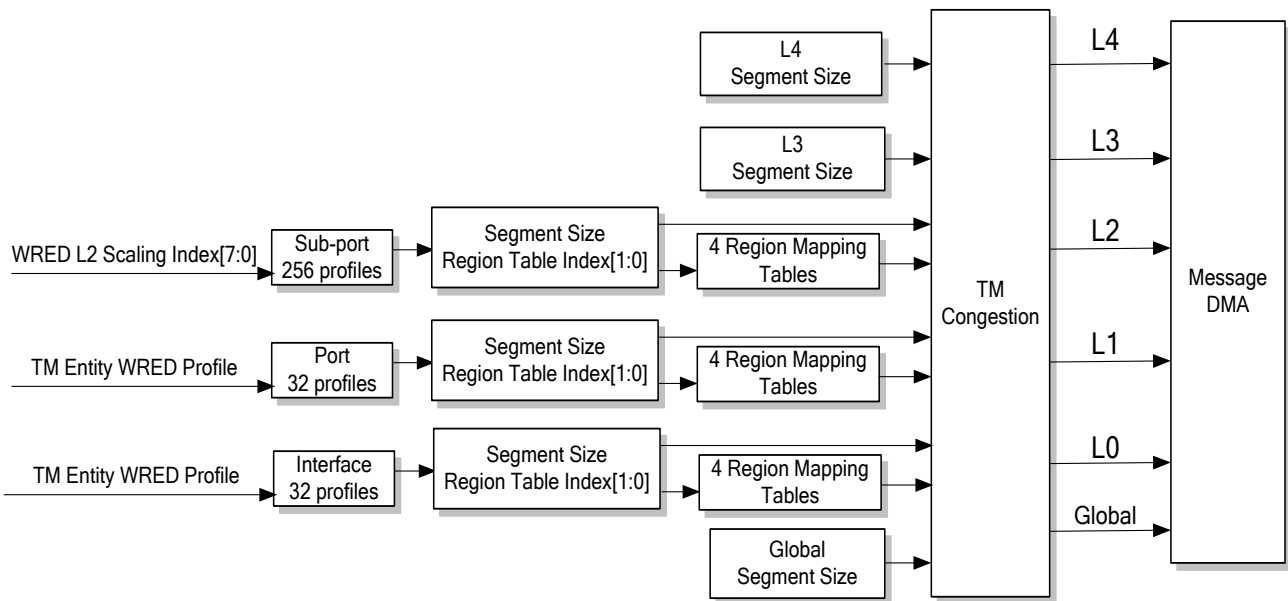 L4
Segment Size
L4
L3
Segment Size
L3
WRED L2 Scaling Index[7:0]
Sub-port
256 profiles
Segment Size
Region Table Index[1:0]
4 Region Mapping
Tables
L2
TM Entity WRED Profile
Port
32 profiles
Segment Size
Region Table Index[1:0]
4 Region Mapping
Tables
TM
Congestion
L1
Message
DMA
TM Entity WRED Profile
Interface
32 profiles
Segment Size
Region Table Index[1:0]
4 Region Mapping
Tables
L0
Global
Segment Size
Global